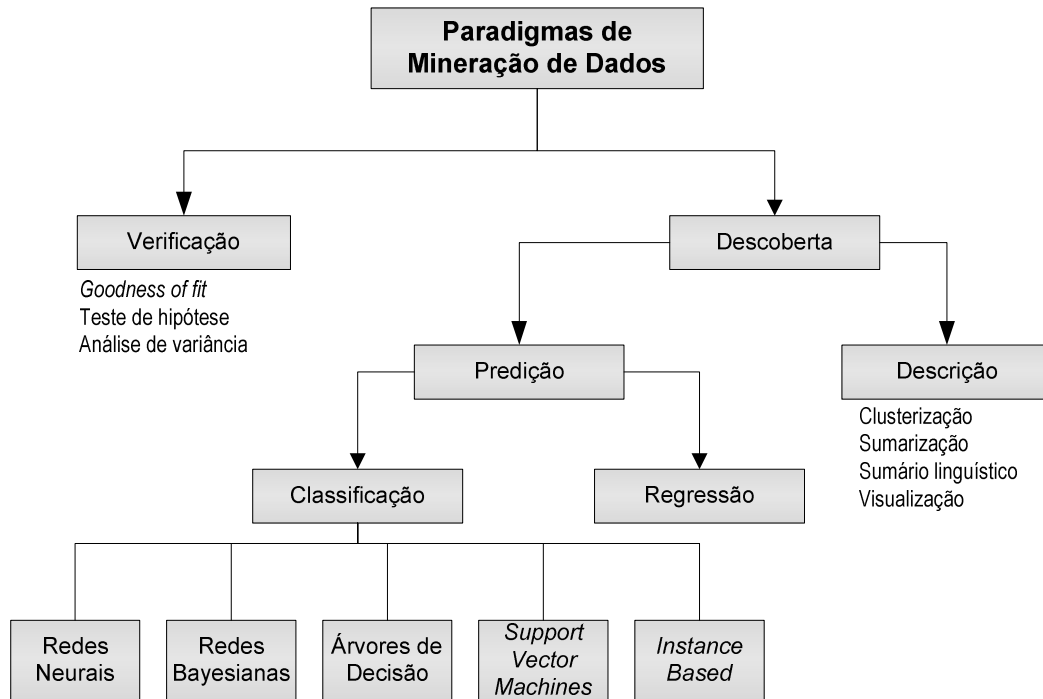 Paradigmas de
Mineração de Dados
Verificação
Descoberta
Goodness of fit
Teste de hipótese
Análise de variância
Predição
Descrição
Clusterização
Sumarização
Sumário linguístico
Visualização
Classificação
Regressão
Redes
Neurais
Redes
Bayesianas
Árvores de
Decisão
Support
Vector
Machines
Instance
Based